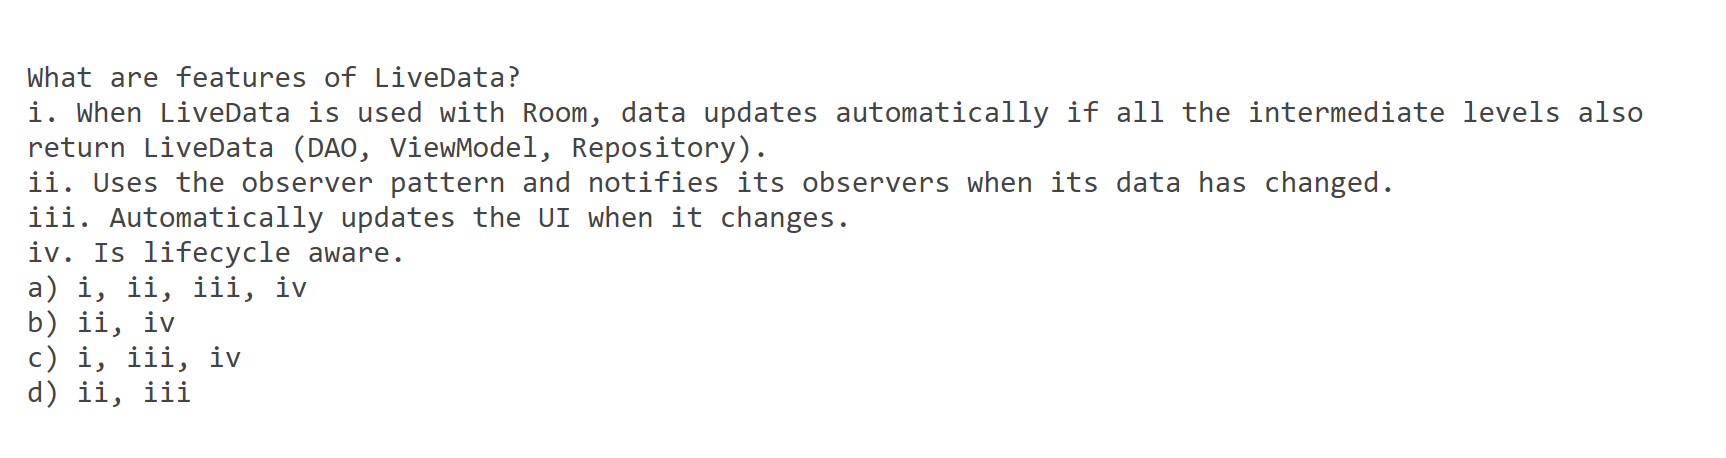 What are features of LiveData?
i. When LiveData is used with Room, data updates automatically if all the intermediate levels also
return LiveData (DAO, ViewModel, Repository).
ii. Uses the observer pattern and notifies its observers when its data has changed.
iii. Automatically updates the UI when it changes.
iv. Is lifecycle aware.
a) i, ii, iii, iv
b) ii, iv
c) i, iii, iv
d) ii, iii